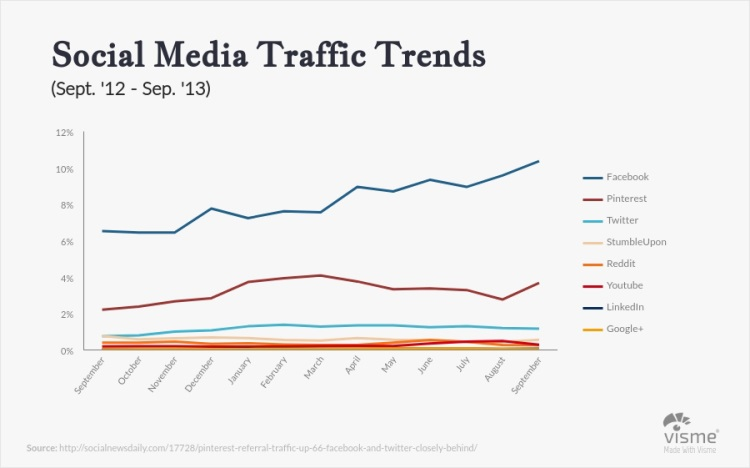 Social Media Traffic Trends
(Sept. '12 - Sep. '13)
12%
10%
8%
6%
4%
2%
0%
September
October
November
December
January
February
March
April
May
June
July
August
September
Facebook
Pinterest
Twitter
StumbleUpon
Reddit
Youtube
LinkedIn
Google+
Source: http://socialnewsdaily.com/17728/pinterest-referral-traffic-up-66-facebook-and-twitter-closely-behind/
visme
Made with Visme